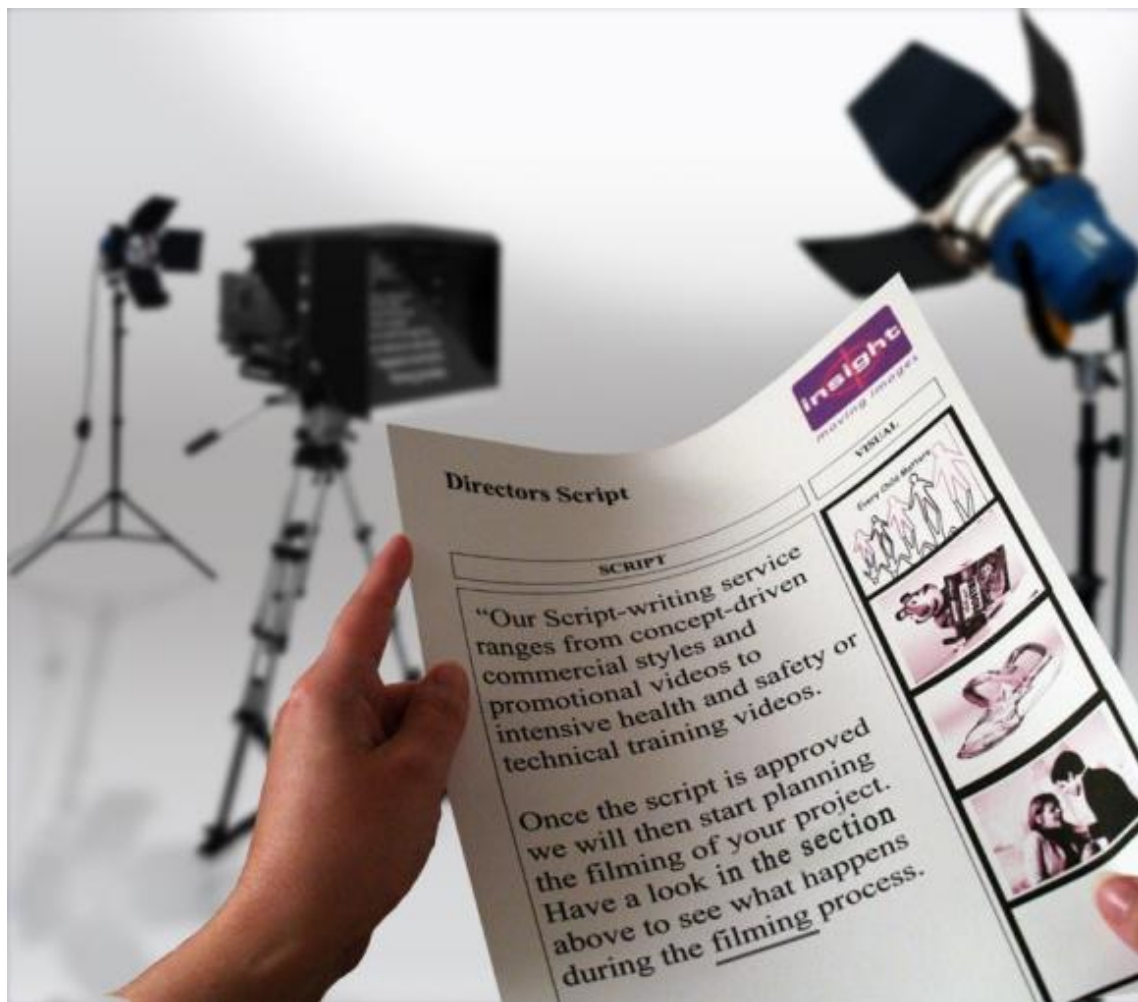 insight
moving images
Directors Script
SCRIPT
VISUAL
Every Child Matters
“Our Script-writing service
ranges from concept-driven
commercial styles and
promotional videos to
intensive health and safety or
technical training videos.
Once the script is approved
we will then start planning
the filming of your project.
Have a look in the section
above to see what happens
during the filming process.